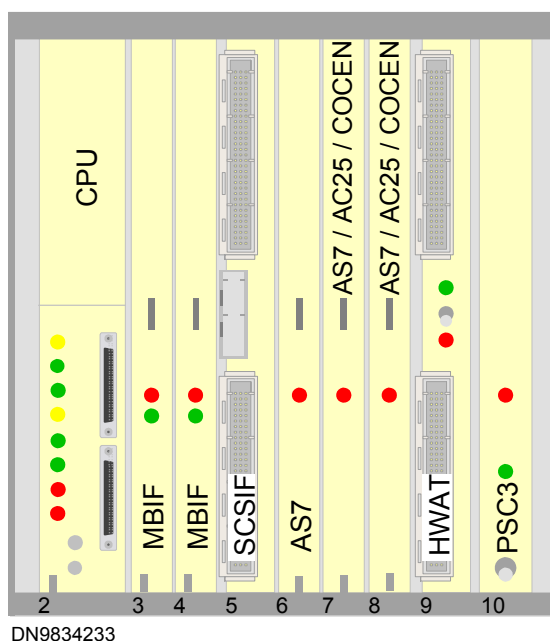 CPU
MBIF
MBIF
SCSIF
AS7
AS7 / AC25 / COCEN
AS7 / AC25 / COCEN
HWAT
PSC3
2 3 4 5 6 7 8 9 10
DN9834233